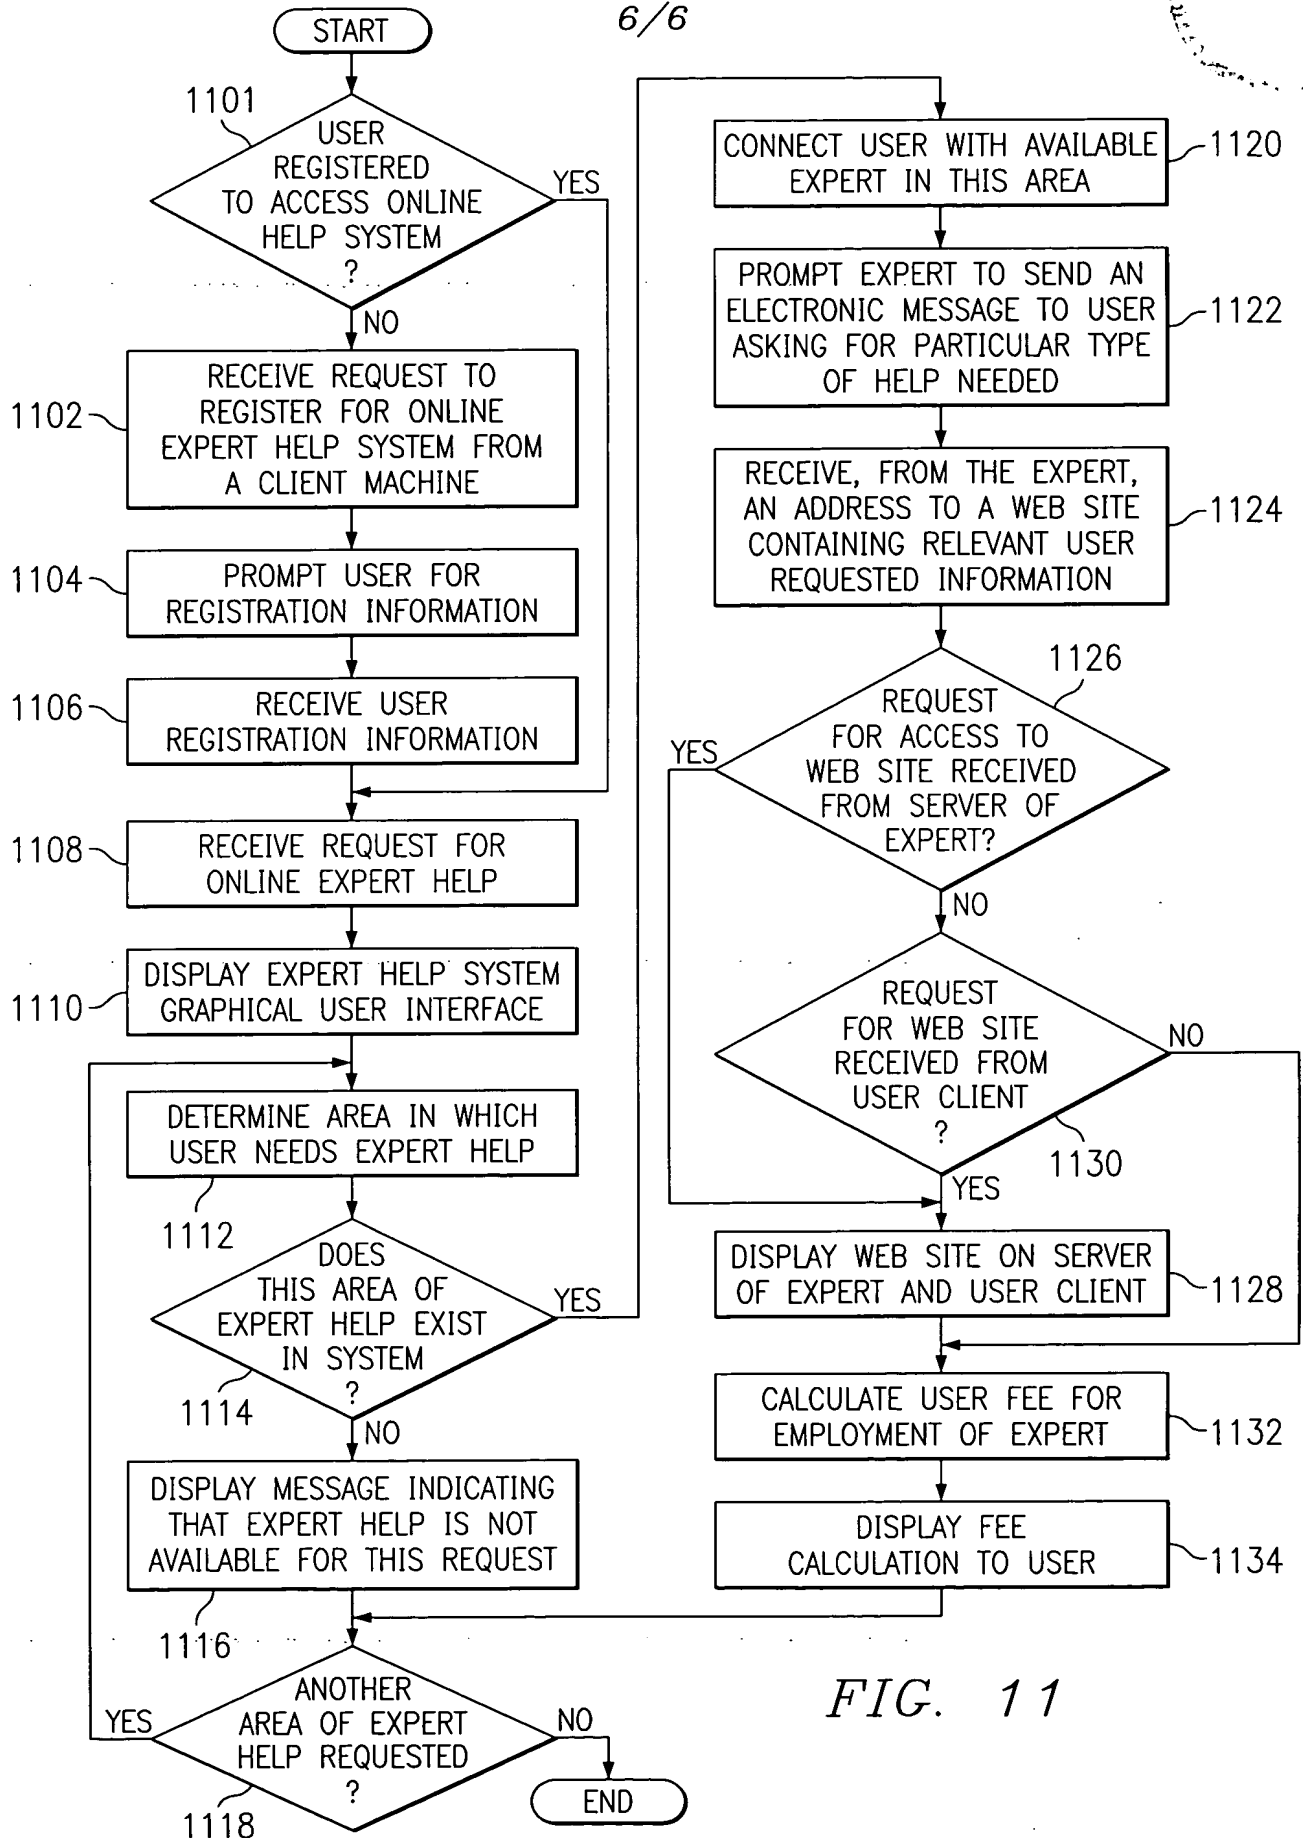 6/6
START
1101
USER
REGISTERED
TO ACCESS ONLINE
HELP SYSTEM
?
YES
NO
1102
RECEIVE REQUEST TO
REGISTER FOR ONLINE
EXPERT HELP SYSTEM FROM
A CLIENT MACHINE
1104
PROMPT USER FOR
REGISTRATION INFORMATION
1106
RECEIVE USER
REGISTRATION INFORMATION
1108
RECEIVE REQUEST FOR
ONLINE EXPERT HELP
1110
DISPLAY EXPERT HELP SYSTEM
GRAPHICAL USER INTERFACE
DETERMINE AREA IN WHICH
USER NEEDS EXPERT HELP
1112
DOES
THIS AREA OF
EXPERT HELP EXIST
IN SYSTEM
?
YES
1114
NO
DISPLAY MESSAGE INDICATING
THAT EXPERT HELP IS NOT
AVAILABLE FOR THIS REQUEST
1116
ANOTHER
AREA OF EXPERT
HELP REQUESTED
?
YES
NO
1118
END
CONNECT USER WITH AVAILABLE
EXPERT IN THIS AREA
1120
PROMPT EXPERT TO SEND AN
ELECTRONIC MESSAGE TO USER
ASKING FOR PARTICULAR TYPE
OF HELP NEEDED
1122
RECEIVE, FROM THE EXPERT,
AN ADDRESS TO A WEB SITE
CONTAINING RELEVANT USER
REQUESTED INFORMATION
1124
1126
REQUEST
FOR ACCESS TO
WEB SITE RECEIVED
FROM SERVER OF
EXPERT?
YES
NO
REQUEST
FOR WEB SITE
RECEIVED FROM
USER CLIENT
?
NO
1130
YES
DISPLAY WEB SITE ON SERVER
OF EXPERT AND USER CLIENT
1128
CALCULATE USER FEE FOR
EMPLOYMENT OF EXPERT
1132
DISPLAY FEE
CALCULATION TO USER
1134
FIG. 11